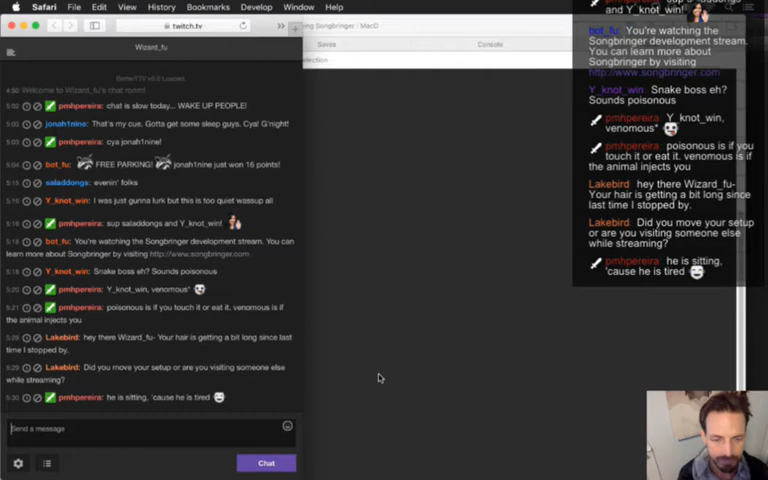 Safari File Edit View History Bookmarks Develop Window Help
twitch.tv
Songbringer | MacO
Saves Console
Wizard_fu
BetterTTV v6.8 Loaded.
4:50 Welcome to Wizard_fu's chat room!
5:02 pmhpereira: chat is slow today... WAKE UP PEOPLE!
5:03 jonah1nine: That's my cue. Gotta get some sleep guys. Cya! G'night!
5:03 pmhpereira: cya jonah1nine!
5:04 bot_fu: FREE PARKING! jonah1nine just won 16 points!
5:15 saladdongs: evenin' folks
5:16 Y_knot_win: I was just gunna lurk but this is too quiet wassup all
5:16 pmhpereira: sup saladdongs and Y_knot_win!
5:18 bot_fu: You're watching the Songbringer development stream. You can
learn more about Songbringer by visiting http://www.songbringer.com
5:18 Y_knot_win: Snake boss eh? Sounds poisonous
5:20 pmhpereira: Y_knot_win, venomous*
5:21 pmhpereira: poisonous is if you touch it or eat it. venomous is if
the animal injects you
5:29 Lakebird: hey there Wizard_fu- Your hair is getting a bit long since last
time I stopped by.
5:29 Lakebird: Did you move your setup or are you visiting someone else
while streaming?
5:30 pmhpereira: he is sitting, 'cause he is tired
Send a message
Chat
and Y_knot_win!
bot_fu: You're watching the
Songbringer development stream.
You can learn more about
Songbringer by visiting
http://www.songbringer.com
Y_knot_win: Snake boss eh?
Sounds poisonous
pmhpereira: Y_knot_win,
venomous*
pmhpereira: poisonous is if you
touch it or eat it. venomous is if
the animal injects you
Lakebird: hey there Wizard_fu-
Your hair is getting a bit long since
last time I stopped by.
Lakebird: Did you move your setup
or are you visiting someone else
while streaming?
pmhpereira: he is sitting,
'cause he is tired